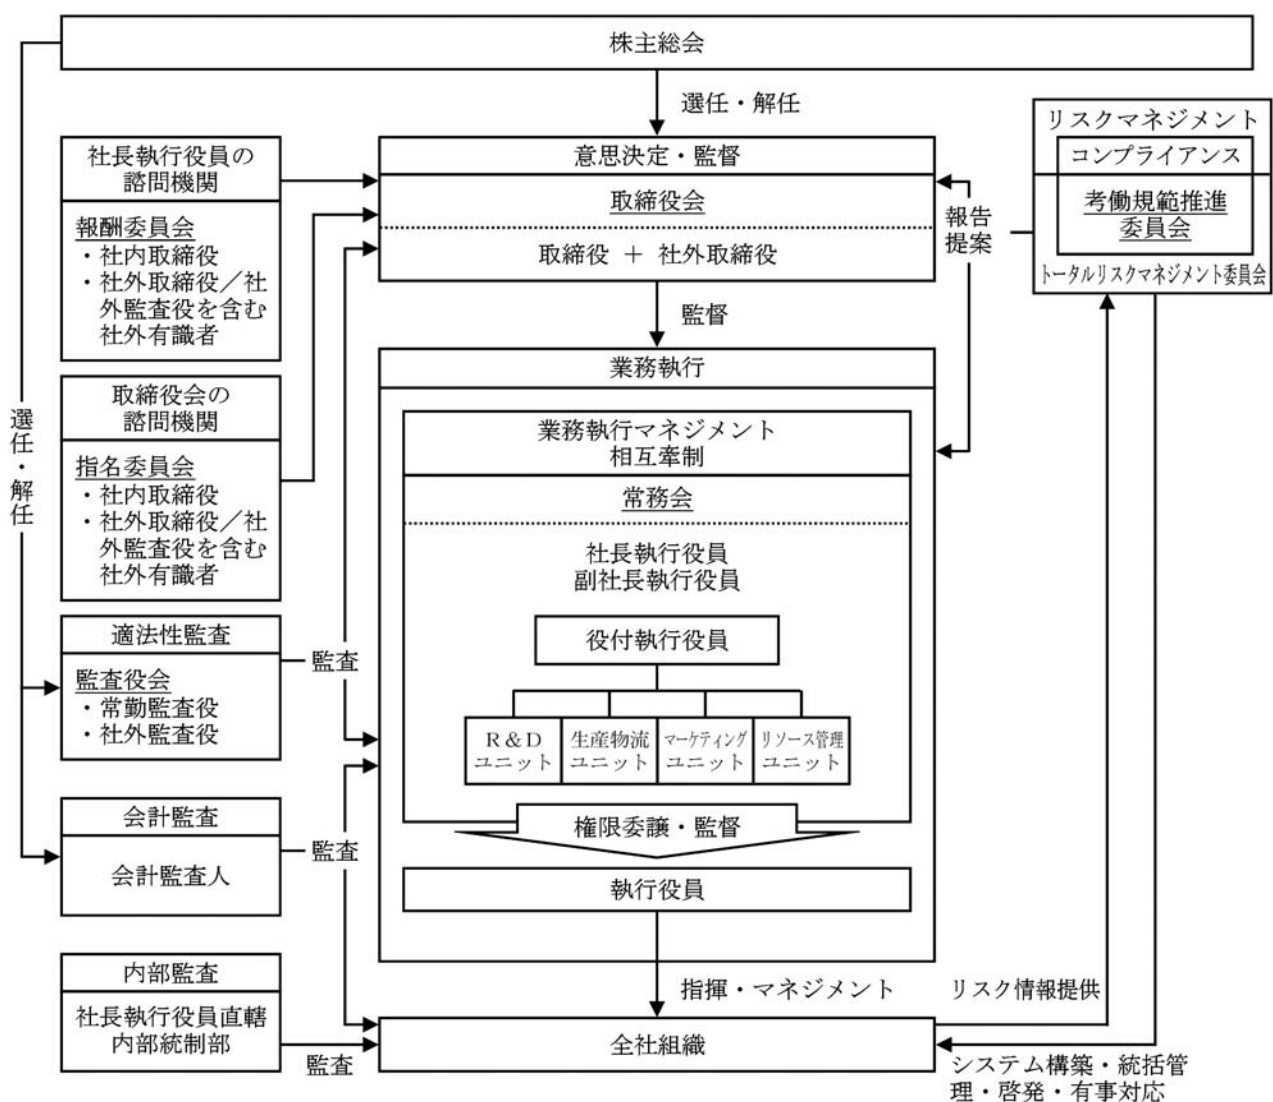 株主総会
選任・解任
社長執行役員の
諮問機関
報酬委員会
・社内取締役
・社外取締役／社
外監査役を含む
社外有識者
取締役会の
諮問機関
指名委員会
・社内取締役
・社外取締役／社
外監査役を含む
社外有識者
選任・解任
適法性監査
監査役会
・常勤監査役
・社外監査役
監査
会計監査
会計監査人
監査
内部監査
社長執行役員直轄
内部統制部
監査
意思決定・監督
取締役会
取締役 ＋ 社外取締役
監督
業務執行
業務執行マネジメント
相互牽制
常務会
社長執行役員
副社長執行役員
役付執行役員
Ｒ＆Ｄ
ユニット
生産物流
ユニット
マーケティング
ユニット
リソース管理
ユニット
権限委譲・監督
執行役員
指揮・マネジメント
全社組織
報告
提案
リスクマネジメント
コンプライアンス
考働規範推進
委員会
トータルリスクマネジメント委員会
リスク情報提供
システム構築・統括管
理・啓発・有事対応